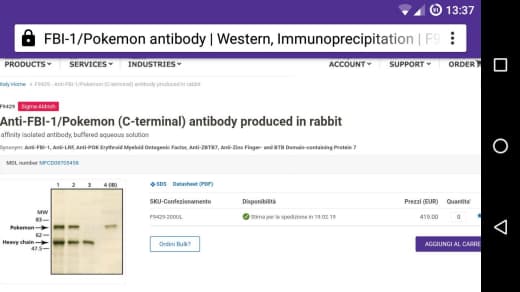 13:37
FBI-1/Pokemon antibody | Western, Immunoprecipitation | F9
PRODUCTS SERVICES INDUSTRIES ACCOUNT SUPPORT ORDER
Italy Home > F9429 - Anti-FBI-1/Pokemon (C-terminal) antibody produced in rabbit
F9429 Sigma-Aldrich
Anti-FBI-1/Pokemon (C-terminal) antibody produced in rabbit
affinity isolated antibody, buffered aqueous solution
Synonym: Anti-FBI-1, Anti-LRF, Anti-POK Erythroid Myeloid Ontogenic Factor, Anti-ZBTB7, Anti-Zinc Finger- and BTB Domain-containing Protein 7
MDL number MFCD08705458
1 2 3 4 (IB)
MW
83
Pokemon
62
Heavy chain
47.5
SDS Datasheet (PDF)
SKU-Confezionamento Disponibilità Prezzi (EUR) Quantita'
F9429-200UL Stima per la spedizione in 19.02.19 419.00 0
Ordini Bulk? AGGIUNGI AL CARRE